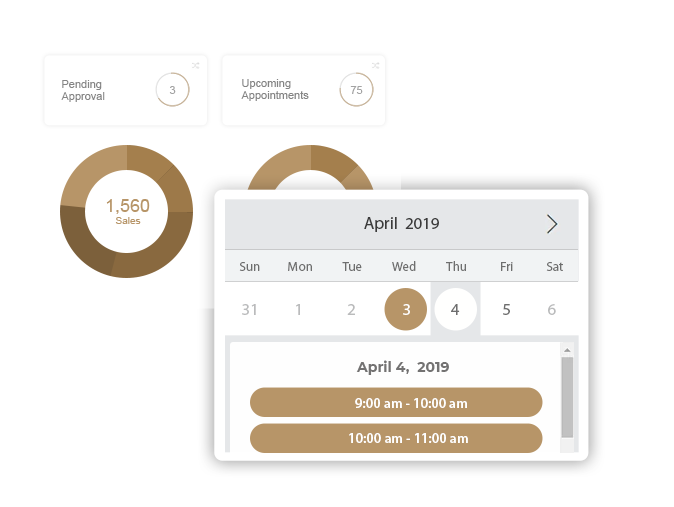 Pending
Approval
3
Upcoming
Appointments
75
1,560
Sales
April 2019
Sun Mon Tue Wed Thu Fri Sat
31 1 2 3 4 5 6
April 4, 2019
9:00 am - 10:00 am
10:00 am - 11:00 am